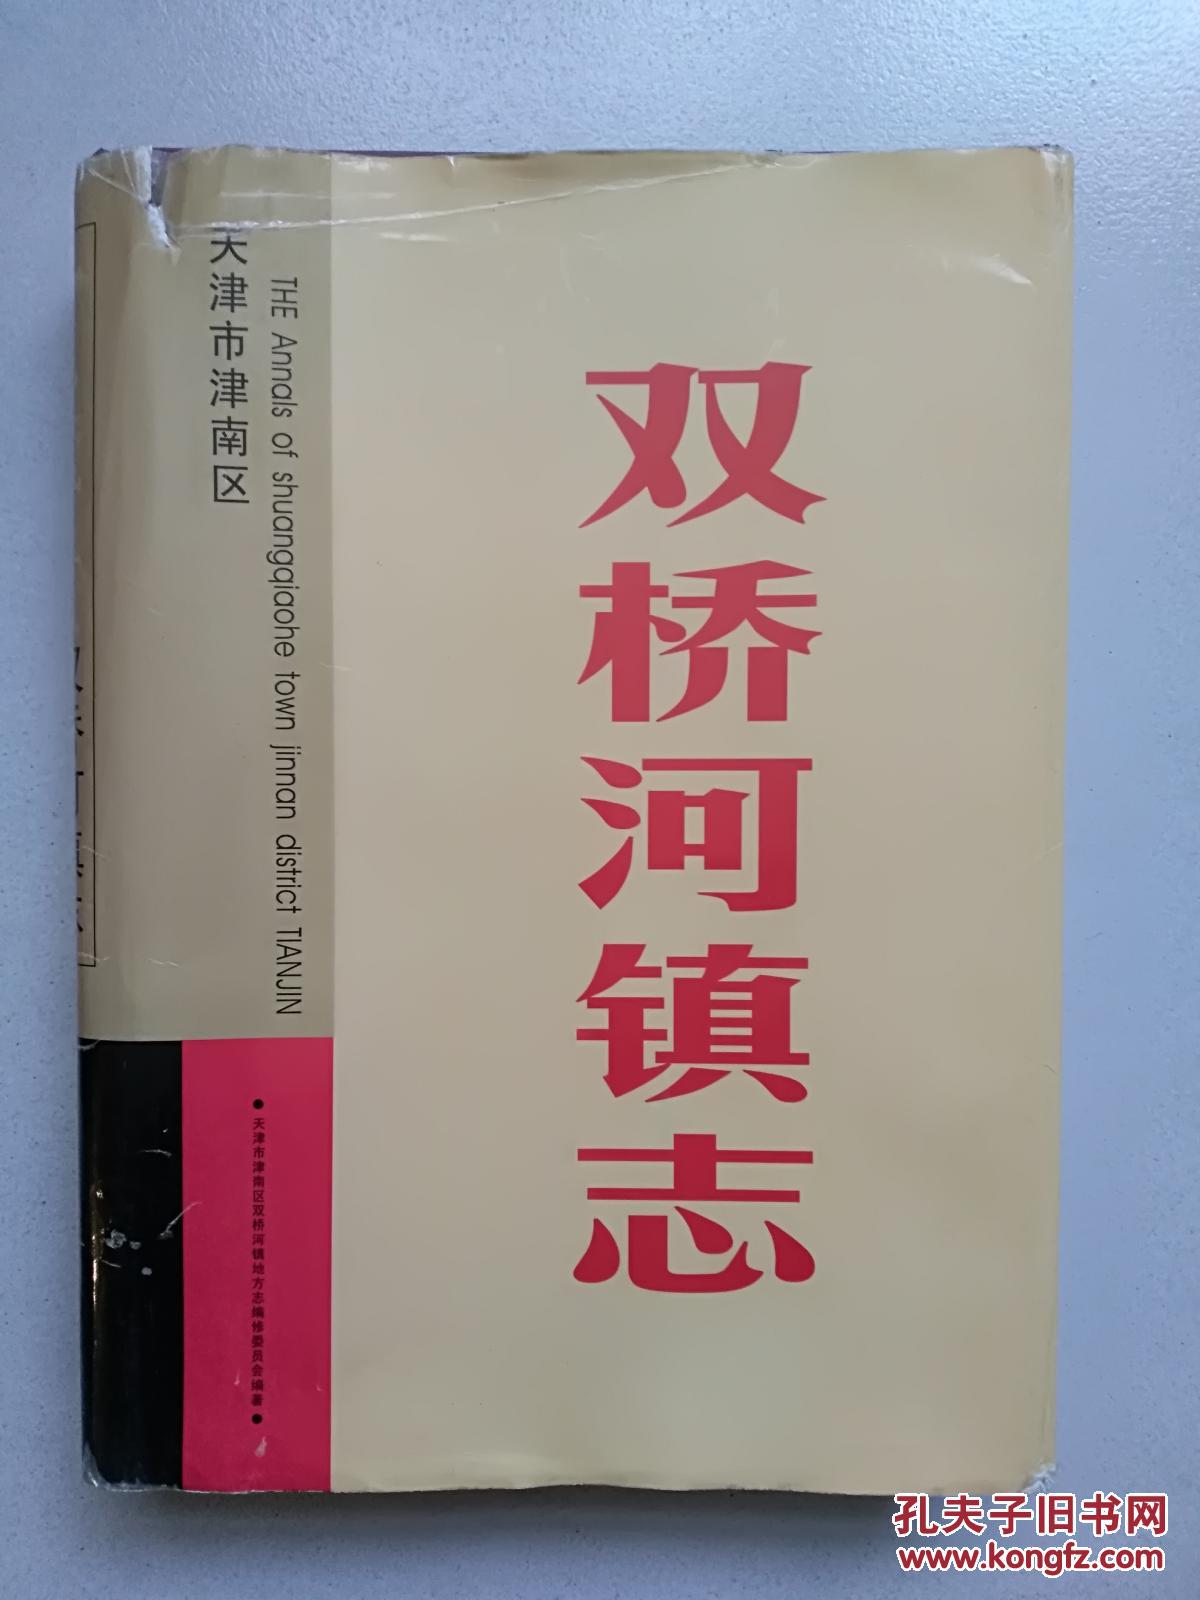 双桥河镇志
天津市津南区
THE Annals of shuangqiaohe town jinnan district TIANJIN
●天津市津南区双桥河镇地方志编修委员会编著●
孔夫子旧书网
www.kongfz.com